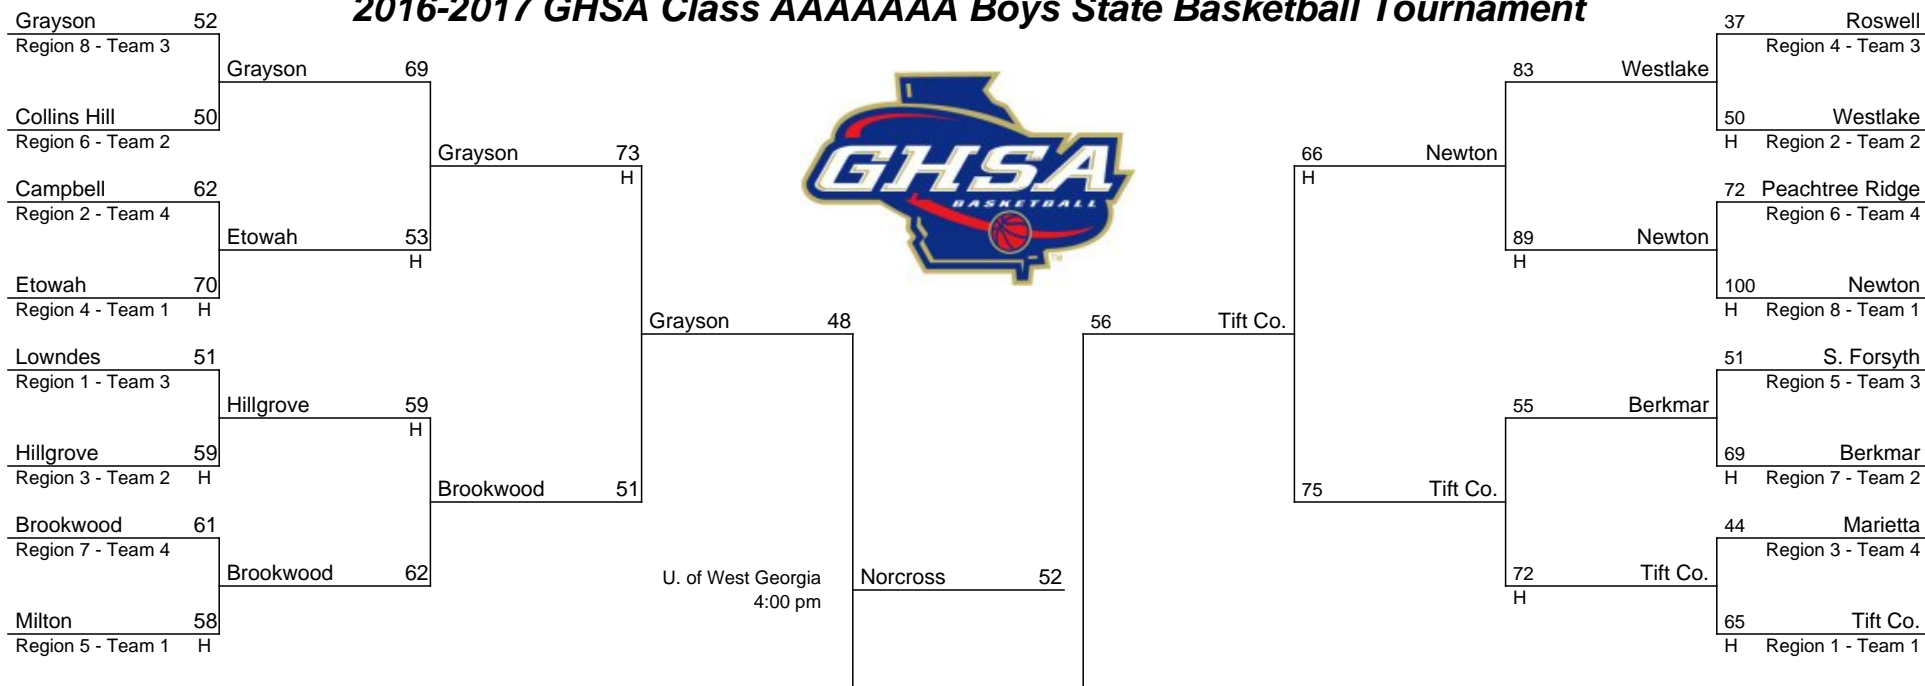 2016-2017 GHSA Class AAAAAAA Boys State Basketball Tournament
Grayson 52
Region 8 - Team 3
Grayson 69
Collins Hill 50
Region 6 - Team 2
Grayson 73
H
Campbell 62
Region 2 - Team 4
Etowah 53
H
Etowah 70
Region 4 - Team 1 H
Grayson 48
Lowndes 51
Region 1 - Team 3
Hillgrove 59
H
Hillgrove 59
Region 3 - Team 2 H
Brookwood 51
Brookwood 61
Region 7 - Team 4
Brookwood 62
Milton 58
Region 5 - Team 1 H
U. of West Georgia
4:00 pm
Norcross 52
GHSA
BASKETBALL
TM
37 Roswell
Region 4 - Team 3
83 Westlake
50 Westlake
H Region 2 - Team 2
66 Newton
H
72 Peachtree Ridge
Region 6 - Team 4
89 Newton
H
100 Newton
H Region 8 - Team 1
56 Tift Co.
51 S. Forsyth
Region 5 - Team 3
55 Berkmar
69 Berkmar
H Region 7 - Team 2
75 Tift Co.
44 Marietta
Region 3 - Team 4
72 Tift Co.
H
65 Tift Co.
H Region 1 - Team 1